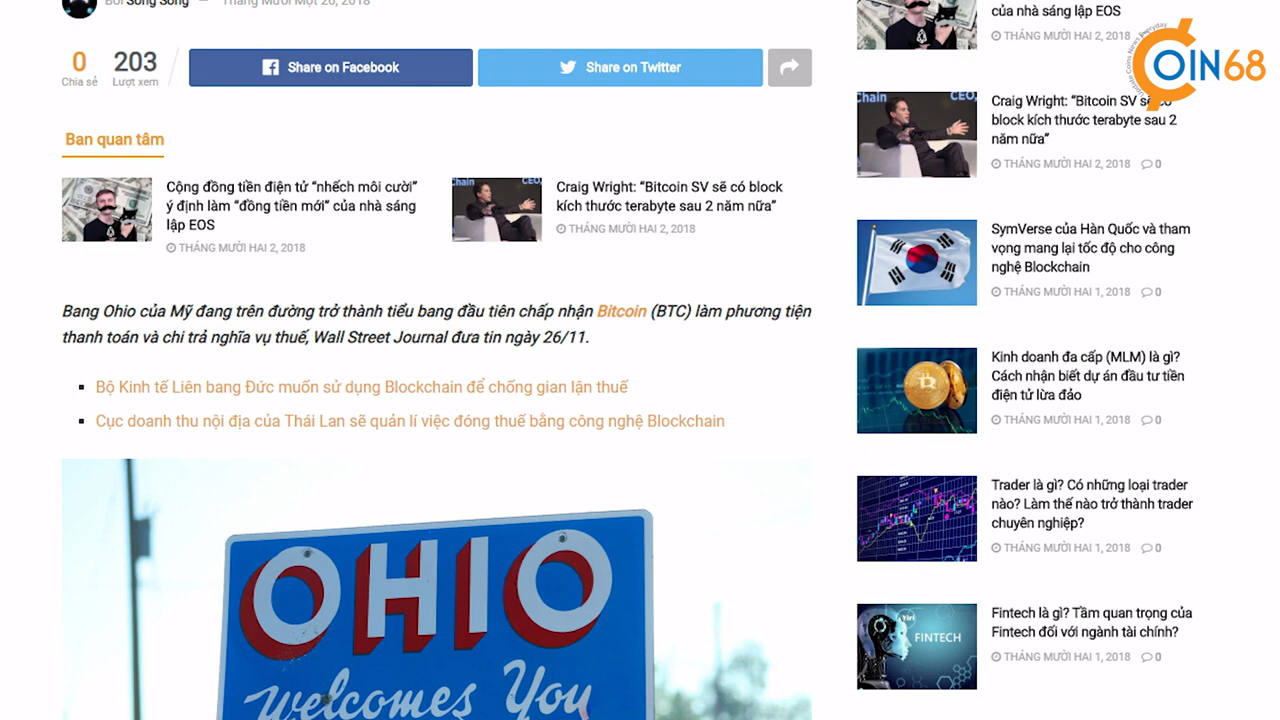 Bởi Song Song — Tháng Mười Một 26, 2018
0
Chia sẻ
203
Lượt xem
Share on Facebook
Share on Twitter
Ban quan tâm
Cộng đồng tiền điện tử “nhếch môi cười”
ý định làm “đồng tiền mới” của nhà sáng
lập EOS
THÁNG MƯỜI HAI 2, 2018
Craig Wright: “Bitcoin SV sẽ có block
kích thước terabyte sau 2 năm nữa”
THÁNG MƯỜI HAI 2, 2018
Bang Ohio của Mỹ đang trên đường trở thành tiểu bang đầu tiên chấp nhận Bitcoin (BTC) làm phương tiện
thanh toán và chi trả nghĩa vụ thuế, Wall Street Journal đưa tin ngày 26/11.
Bộ Kinh tế Liên bang Đức muốn sử dụng Blockchain để chống gian lận thuế
Cục doanh thu nội địa của Thái Lan sẽ quản lí việc đóng thuế bằng công nghệ Blockchain
OHIO
Welcomes You
của nhà sáng lập EOS
THÁNG MƯỜI HAI 2, 2018
COIN68
Update Coins News Everyday
Chain
CEO,
Craig Wright: “Bitcoin SV sẽ có
block kích thước terabyte sau 2
năm nữa”
THÁNG MƯỜI HAI 2, 2018 0
SymVerse của Hàn Quốc và tham
vọng mang lại tốc độ cho công
nghệ Blockchain
THÁNG MƯỜI HAI 1, 2018 0
Kinh doanh đa cấp (MLM) là gì?
Cách nhận biết dự án đầu tư tiền
điện tử lừa đảo
THÁNG MƯỜI HAI 1, 2018 0
Trader là gì? Có những loại trader
nào? Làm thế nào trở thành trader
chuyên nghiệp?
THÁNG MƯỜI HAI 1, 2018 0
FINTECH
Fintech là gì? Tầm quan trọng của
Fintech đối với ngành tài chính?
THÁNG MƯỜI HAI 1, 2018 0